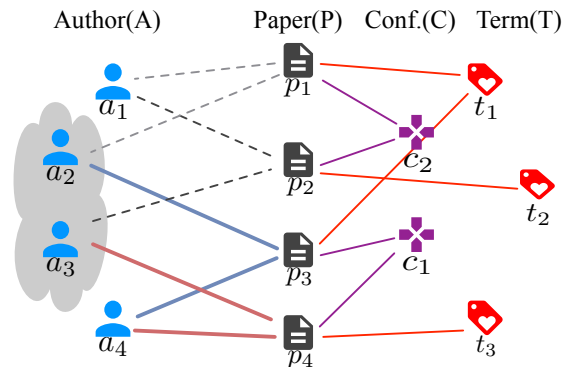 Author(A) Paper(P) Conf.(C) Term(T)
p1
a1 t1
c2
a2 p2
t2
a3 p3 c1
a4 p4 t3